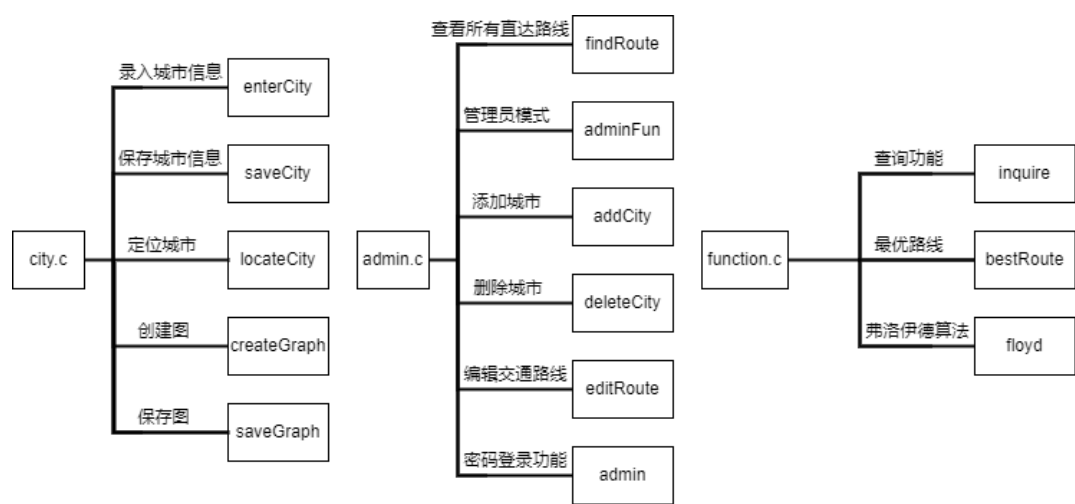 city.c
录入城市信息
enterCity
保存城市信息
saveCity
定位城市
locateCity
创建图
createGraph
保存图
saveGraph
admin.c
查看所有直达路线
findRoute
管理员模式
adminFun
添加城市
addCity
删除城市
deleteCity
编辑交通路线
editRoute
密码登录功能
admin
function.c
查询功能
inquire
最优路线
bestRoute
弗洛伊德算法
floyd